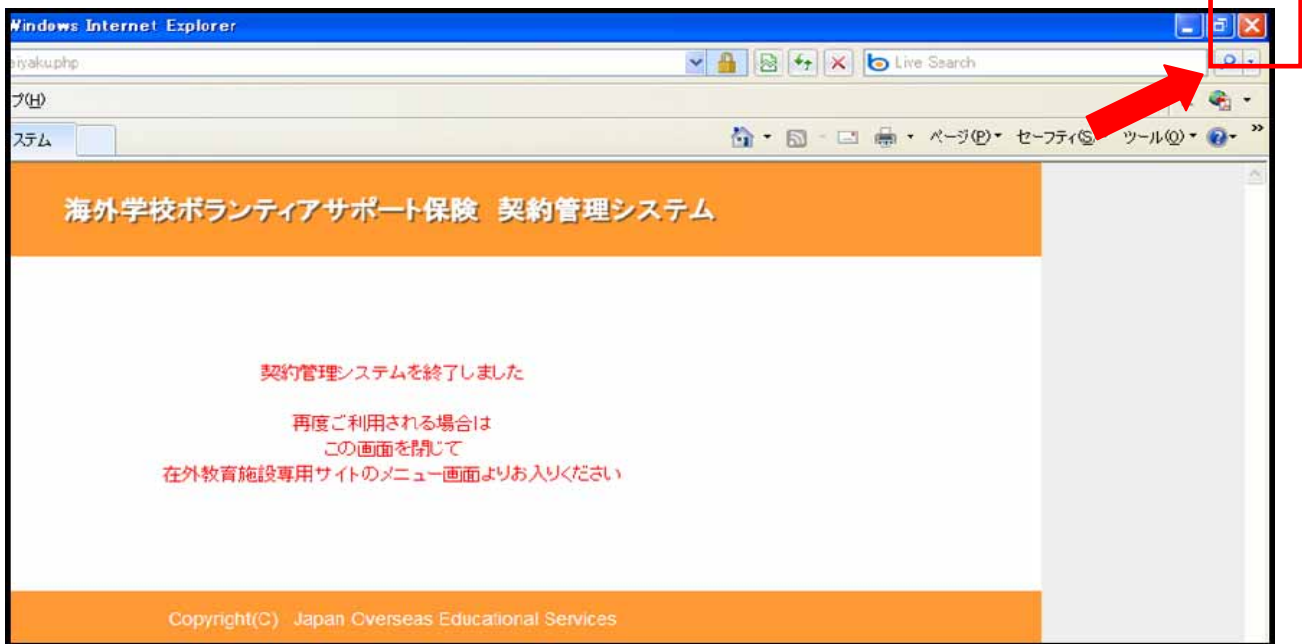 Windows Internet Explorer
eiyaku.php
Live Search
プ(H)
ステム
ページ(P)
セーフティ(S)
ツール(O)
海外学校ボランティアサポート保険 契約管理システム
契約管理システムを終了しました
再度ご利用される場合は
この画面を閉じて
在外教育施設専用サイトのメニュー画面よりお入りください
Copyright(C) Japan Overseas Educational Services